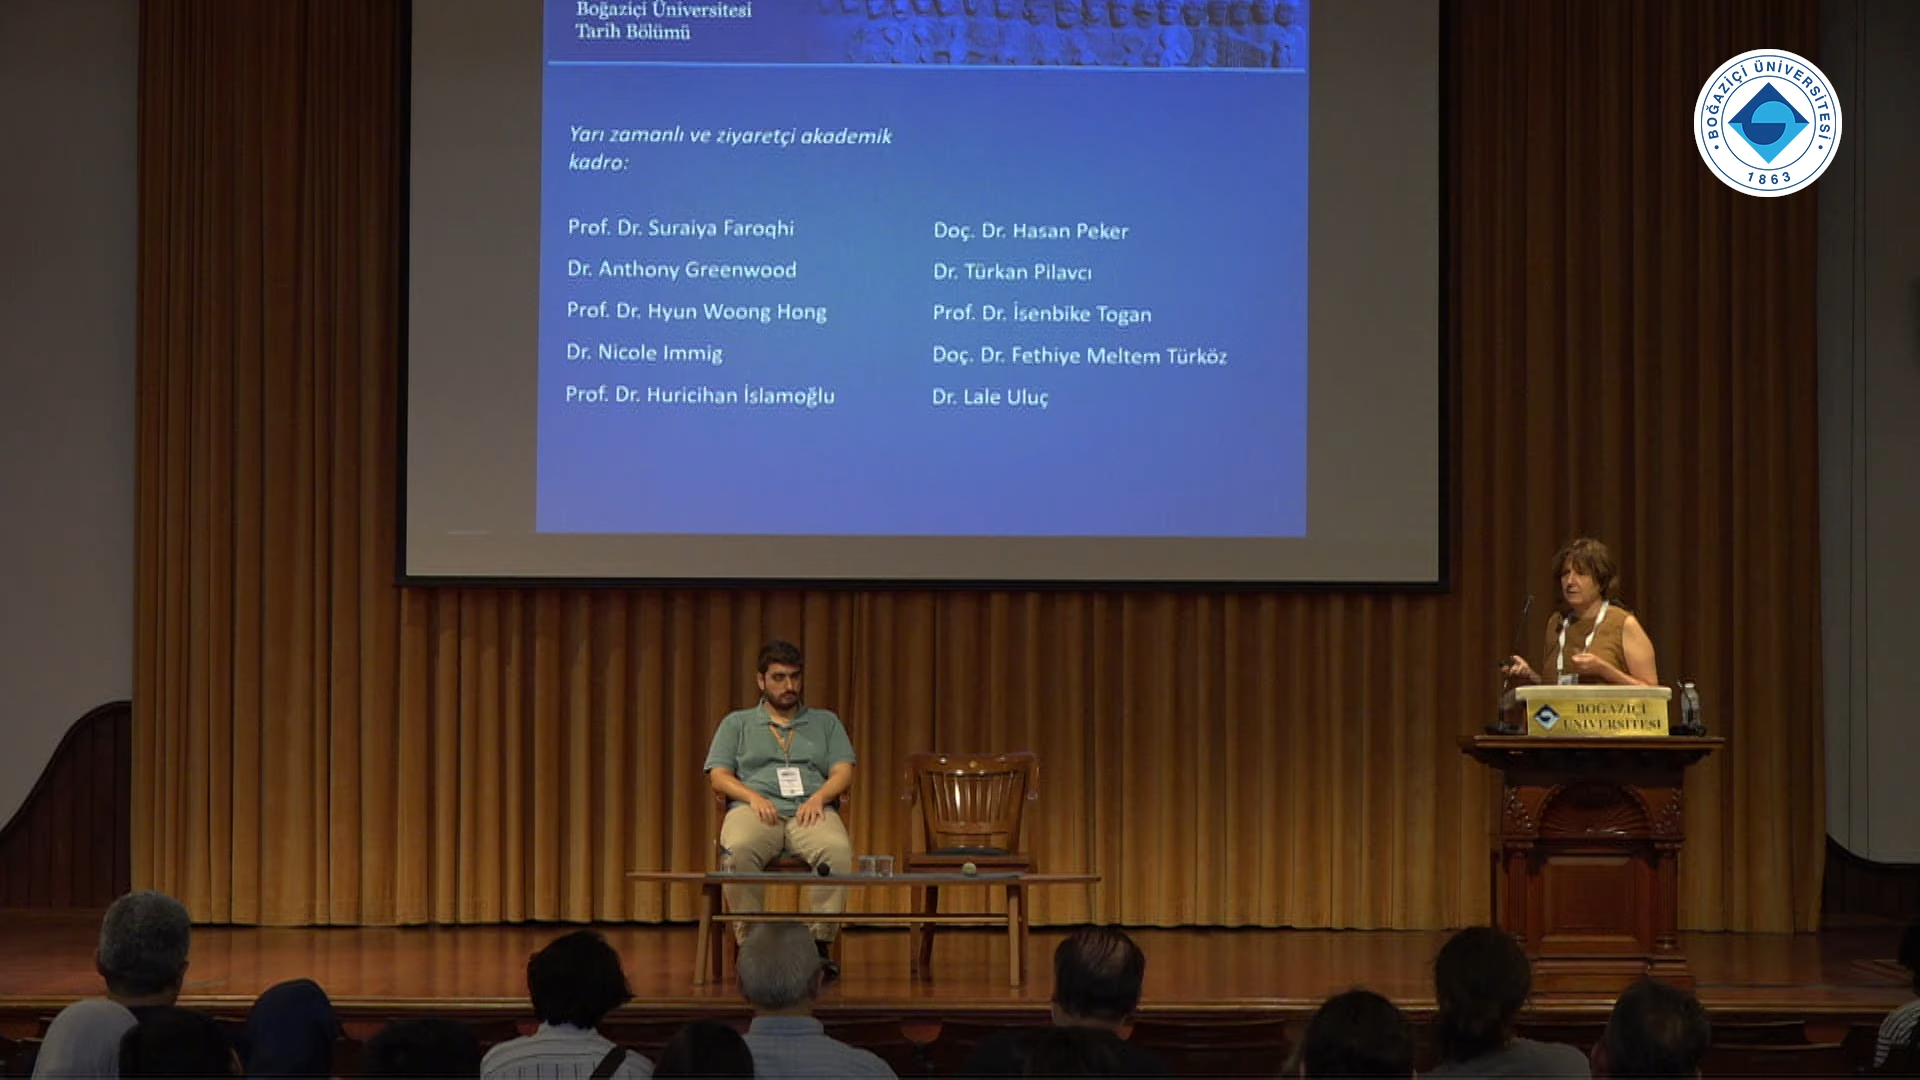 Boğaziçi Üniversitesi
Tarih Bölümü
Yarı zamanlı ve ziyaretçi akademik
kadro:
Prof. Dr. Suraiya Faroqhi
Dr. Anthony Greenwood
Prof. Dr. Hyun Woong Hong
Dr. Nicole Immig
Prof. Dr. Huricihan İslamoğlu
Doç. Dr. Hasan Peker
Dr. Türkan Pilavcı
Prof. Dr. İsenbike Togan
Doç. Dr. Fethiye Meltem Türköz
Dr. Lale Uluç
BOĞAZİÇİ ÜNİVERSİTESİ
1863
BOĞAZİÇİ
ÜNİVERSİTESİ